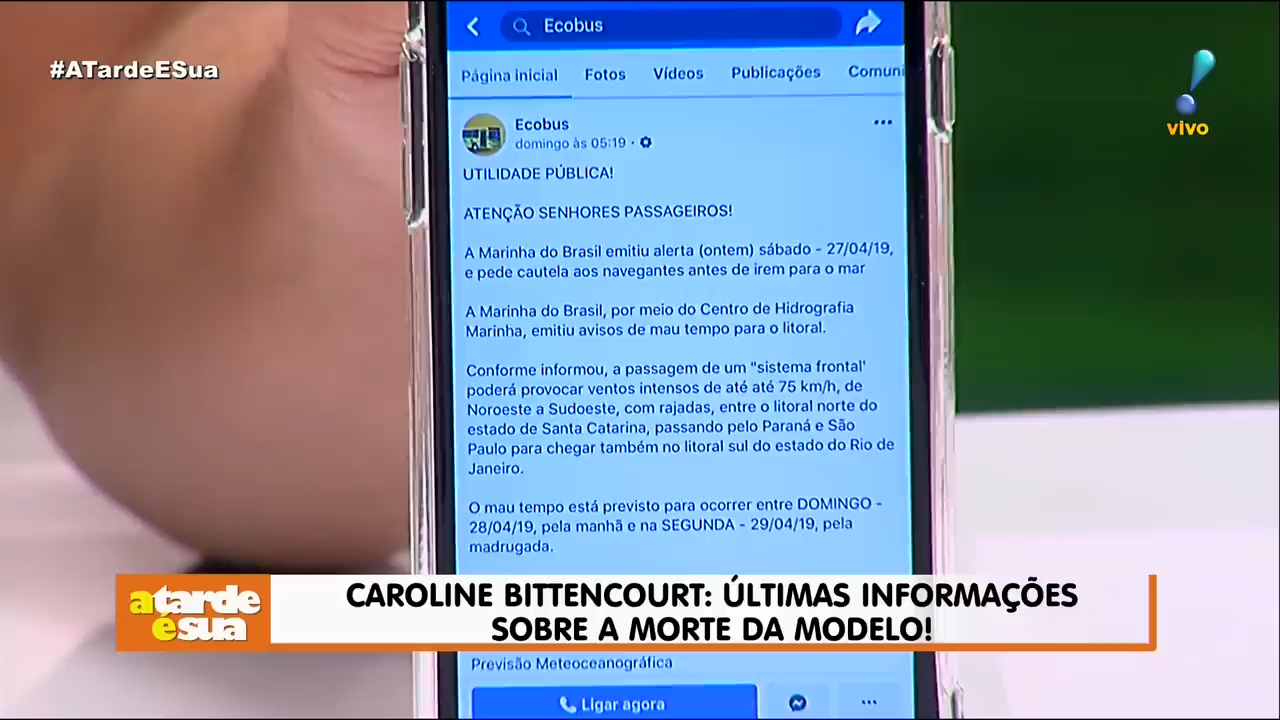 #ATardeESua
Ecobus
Página inicial Fotos Vídeos Publicações Comuni
Ecobus
domingo às 05:19
UTILIDADE PÚBLICA!
ATENÇÃO SENHORES PASSAGEIROS!
A Marinha do Brasil emitiu alerta (ontem) sábado - 27/04/19,
e pede cautela aos navegantes antes de irem para o mar
A Marinha do Brasil, por meio do Centro de Hidrografia
Marinha, emitiu avisos de mau tempo para o litoral.
Conforme informou, a passagem de um "sistema frontal'
poderá provocar ventos intensos de até até 75 km/h, de
Noroeste a Sudoeste, com rajadas, entre o litoral norte do
estado de Santa Catarina, passando pelo Paraná e São
Paulo para chegar também no litoral sul do estado do Rio de
Janeiro.
O mau tempo está previsto para ocorrer entre DOMINGO -
28/04/19, pela manhã e na SEGUNDA - 29/04/19, pela
madrugada.
Previsão Meteoceanográfica
Ligar agora
vivo
a tarde
é sua
CAROLINE BITTENCOURT: ÚLTIMAS INFORMAÇÕES
SOBRE A MORTE DA MODELO!